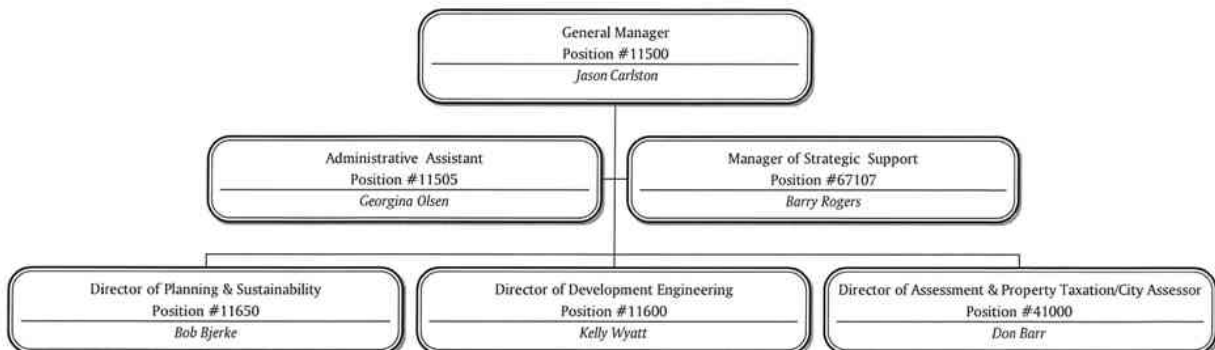 General Manager
Position #11500
Jason Carlston
Administrative Assistant
Position #11505
Georgina Olsen
Manager of Strategic Support
Position #67107
Barry Rogers
Director of Planning & Sustainability
Position #11650
Bob Bjerke
Director of Development Engineering
Position #11600
Kelly Wyatt
Director of Assessment & Property Taxation/City Assessor
Position #41000
Don Barr